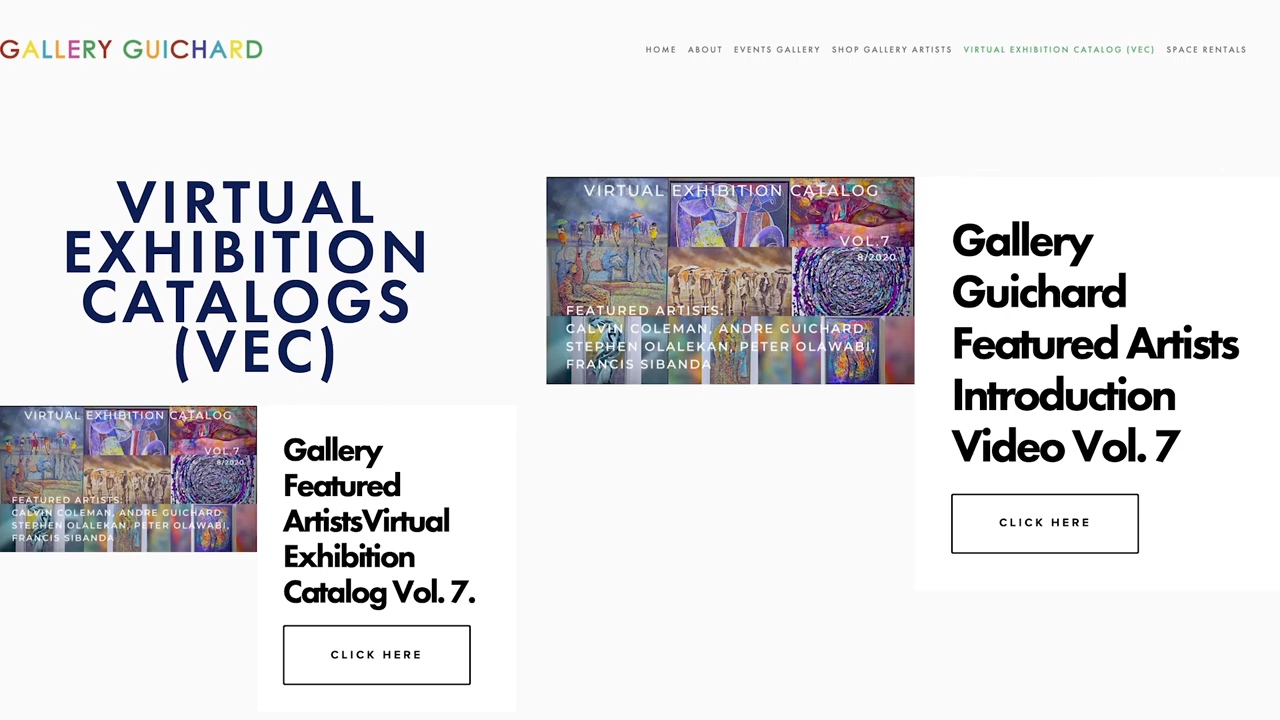 GALLERY GUICHARD
HOME ABOUT EVENTS GALLERY SHOP GALLERY ARTISTS VIRTUAL EXHIBITION CATALOG (VEC) SPACE RENTALS
VIRTUAL
EXHIBITION
CATALOGS
(VEC)
VIRTUAL EXHIBITION CATALOG
VOL.7
8/2020
FEATURED ARTISTS:
CALVIN COLEMAN, ANDRE GUICHARD
STEPHEN OLALEKAN, PETER OLAWABI,
FRANCIS SIBANDA
Gallery
Guichard
Featured Artists
Introduction
Video Vol. 7
CLICK HERE
VIRTUAL EXHIBITION CATALOG
VOL.7
8/2020
FEATURED ARTISTS:
CALVIN COLEMAN, ANDRE GUICHARD
STEPHEN OLALEKAN, PETER OLAWABI,
FRANCIS SIBANDA
Gallery
Featured
ArtistsVirtual
Exhibition
Catalog Vol. 7.
CLICK HERE